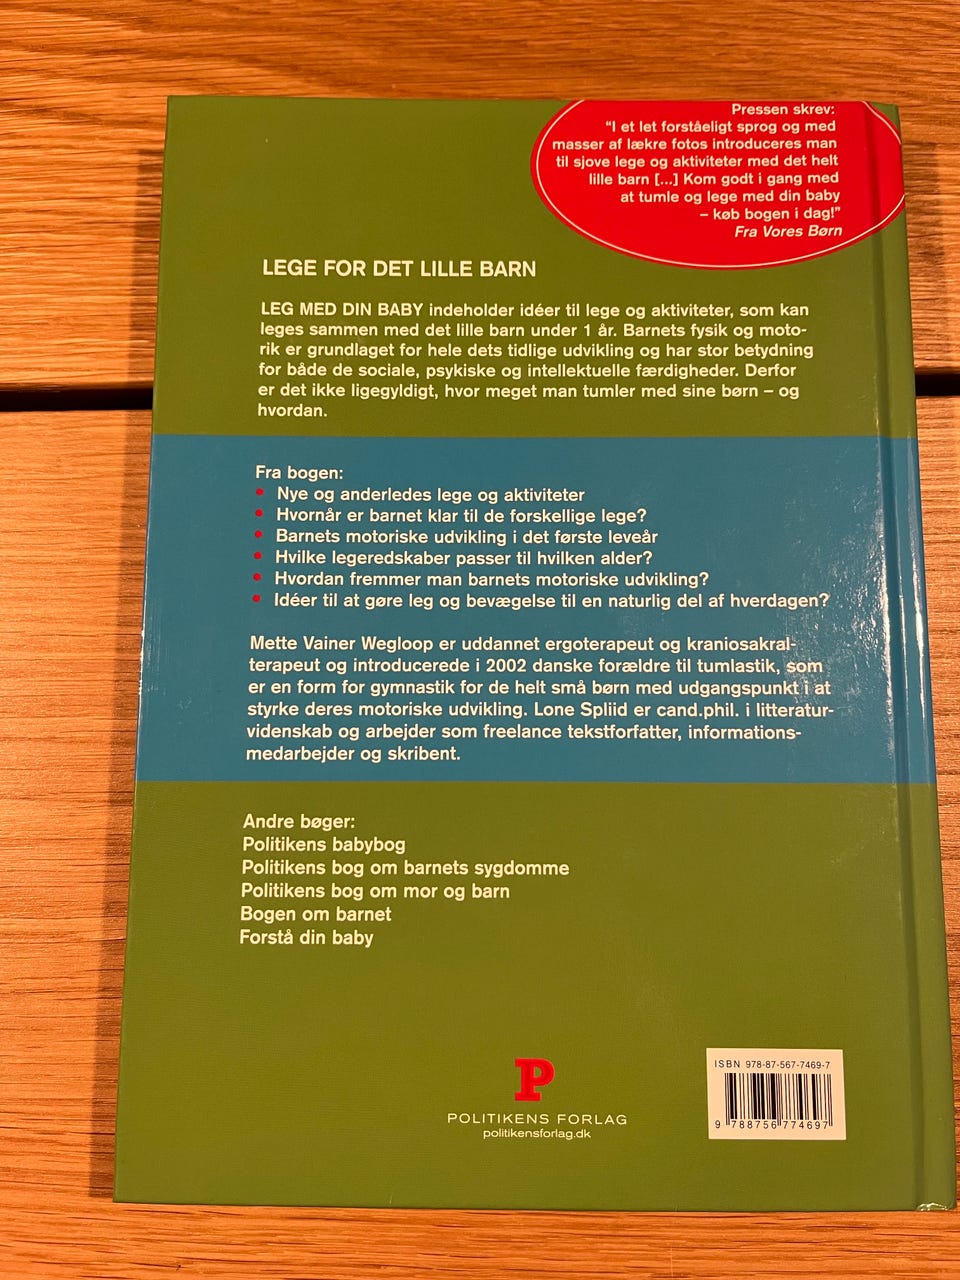 Pressen skrev:
"I et let forståeligt sprog og med
masser af lækre fotos introduceres man
til sjove lege og aktiviteter med det helt
lille barn [...] Kom godt i gang med
at tumle og lege med din baby
– køb bogen i dag!"
Fra Vores Børn
LEGE FOR DET LILLE BARN
LEG MED DIN BABY indeholder idéer til lege og aktiviteter, som kan
leges sammen med det lille barn under 1 år. Barnets fysik og moto-
rik er grundlaget for hele dets tidlige udvikling og har stor betydning
for både de sociale, psykiske og intellektuelle færdigheder. Derfor
er det ikke ligegyldigt, hvor meget man tumler med sine børn – og
hvordan.
Fra bogen:
• Nye og anderledes lege og aktiviteter
• Hvornår er barnet klar til de forskellige lege?
• Barnets motoriske udvikling i det første leveår
• Hvilke legeredskaber passer til hvilken alder?
• Hvordan fremmer man barnets motoriske udvikling?
• Idéer til at gøre leg og bevægelse til en naturlig del af hverdagen?
Mette Vainer Wegloop er uddannet ergoterapeut og kraniosakral-
terapeut og introducerede i 2002 danske forældre til tumlastik, som
er en form for gymnastik for de helt små børn med udgangspunkt i at
styrke deres motoriske udvikling. Lone Spliid er cand.phil. i litteratur-
videnskab og arbejder som freelance tekstforfatter, informations-
medarbejder og skribent.
Andre bøger:
Politikens babybog
Politikens bog om barnets sygdomme
Politikens bog om mor og barn
Bogen om barnet
Forstå din baby
P
POLITIKENS FORLAG
politikensforlag.dk
ISBN 978-87-567-7469-7
9 788756 774697